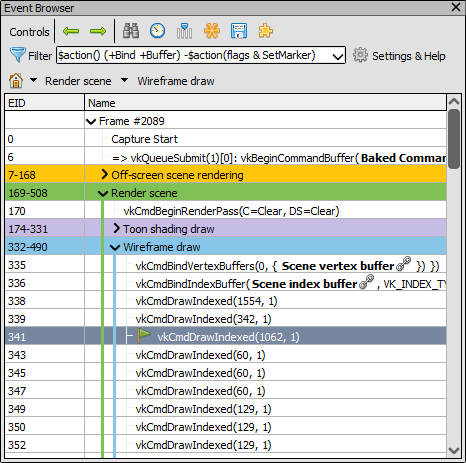 Event Browser
Controls
Filter $action() (+Bind +Buffer) -$action(flags & SetMarker) Settings & Help
Render scene Wireframe draw
EID Name
Frame #2089
0 Capture Start
6 => vkQueueSubmit(1)[0]: vkBeginCommandBuffer( Baked Comman
7-168 Off-screen scene rendering
169-508 Render scene
170 vkCmdBeginRenderPass(C=Clear, DS=Clear)
174-331 Toon shading draw
332-490 Wireframe draw
335 vkCmdBindVertexBuffers(0, { Scene vertex buffer }) })
336 vkCmdBindIndexBuffer( Scene index buffer , VK_INDEX_TY
338 vkCmdDrawIndexed(1554, 1)
339 vkCmdDrawIndexed(342, 1)
341 vkCmdDrawIndexed(1062, 1)
343 vkCmdDrawIndexed(60, 1)
345 vkCmdDrawIndexed(60, 1)
347 vkCmdDrawIndexed(60, 1)
349 vkCmdDrawIndexed(129, 1)
350 vkCmdDrawIndexed(129, 1)
352 vkCmdDrawIndexed(129, 1)